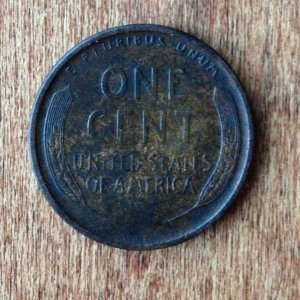 E·PLURIBUS·UNUM
ONE
CENT
UNITED STATES
OF AMERICA